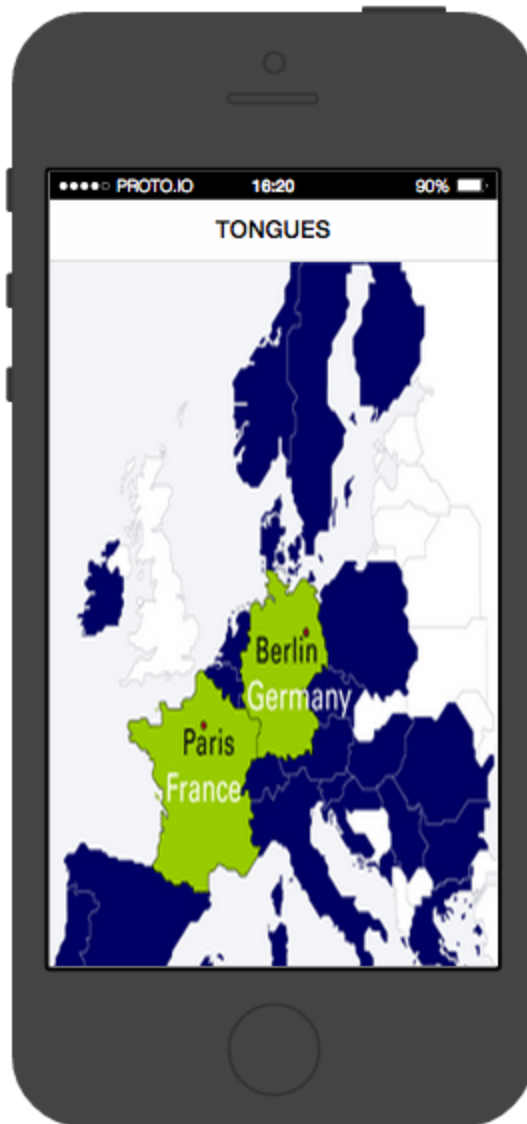 PROTO.IO 16:20 90%
TONGUES
Berlin
Germany
Paris
France